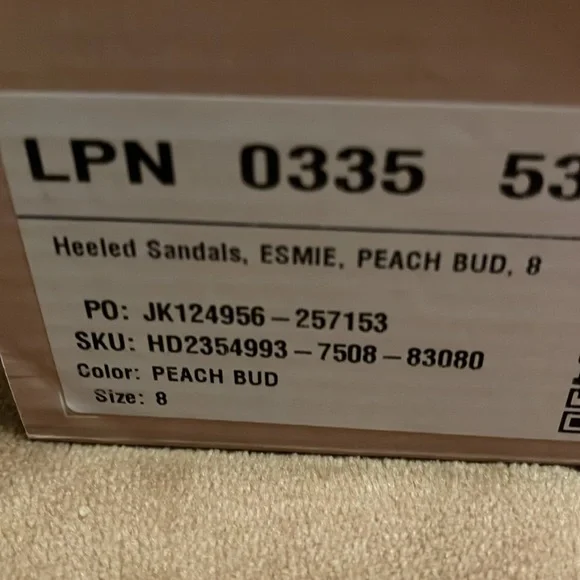 LPN 0335 53
Heeled Sandals, ESMIE, PEACH BUD, 8
PO: JK124956-257153
SKU: HD2354993-7508-83080
Color: PEACH BUD
Size: 8